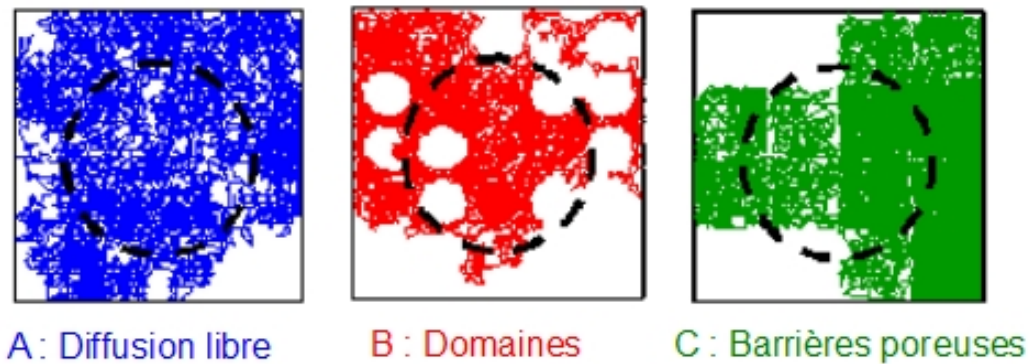 A : Diffusion libre
B : Domaines
C : Barrières poreuses